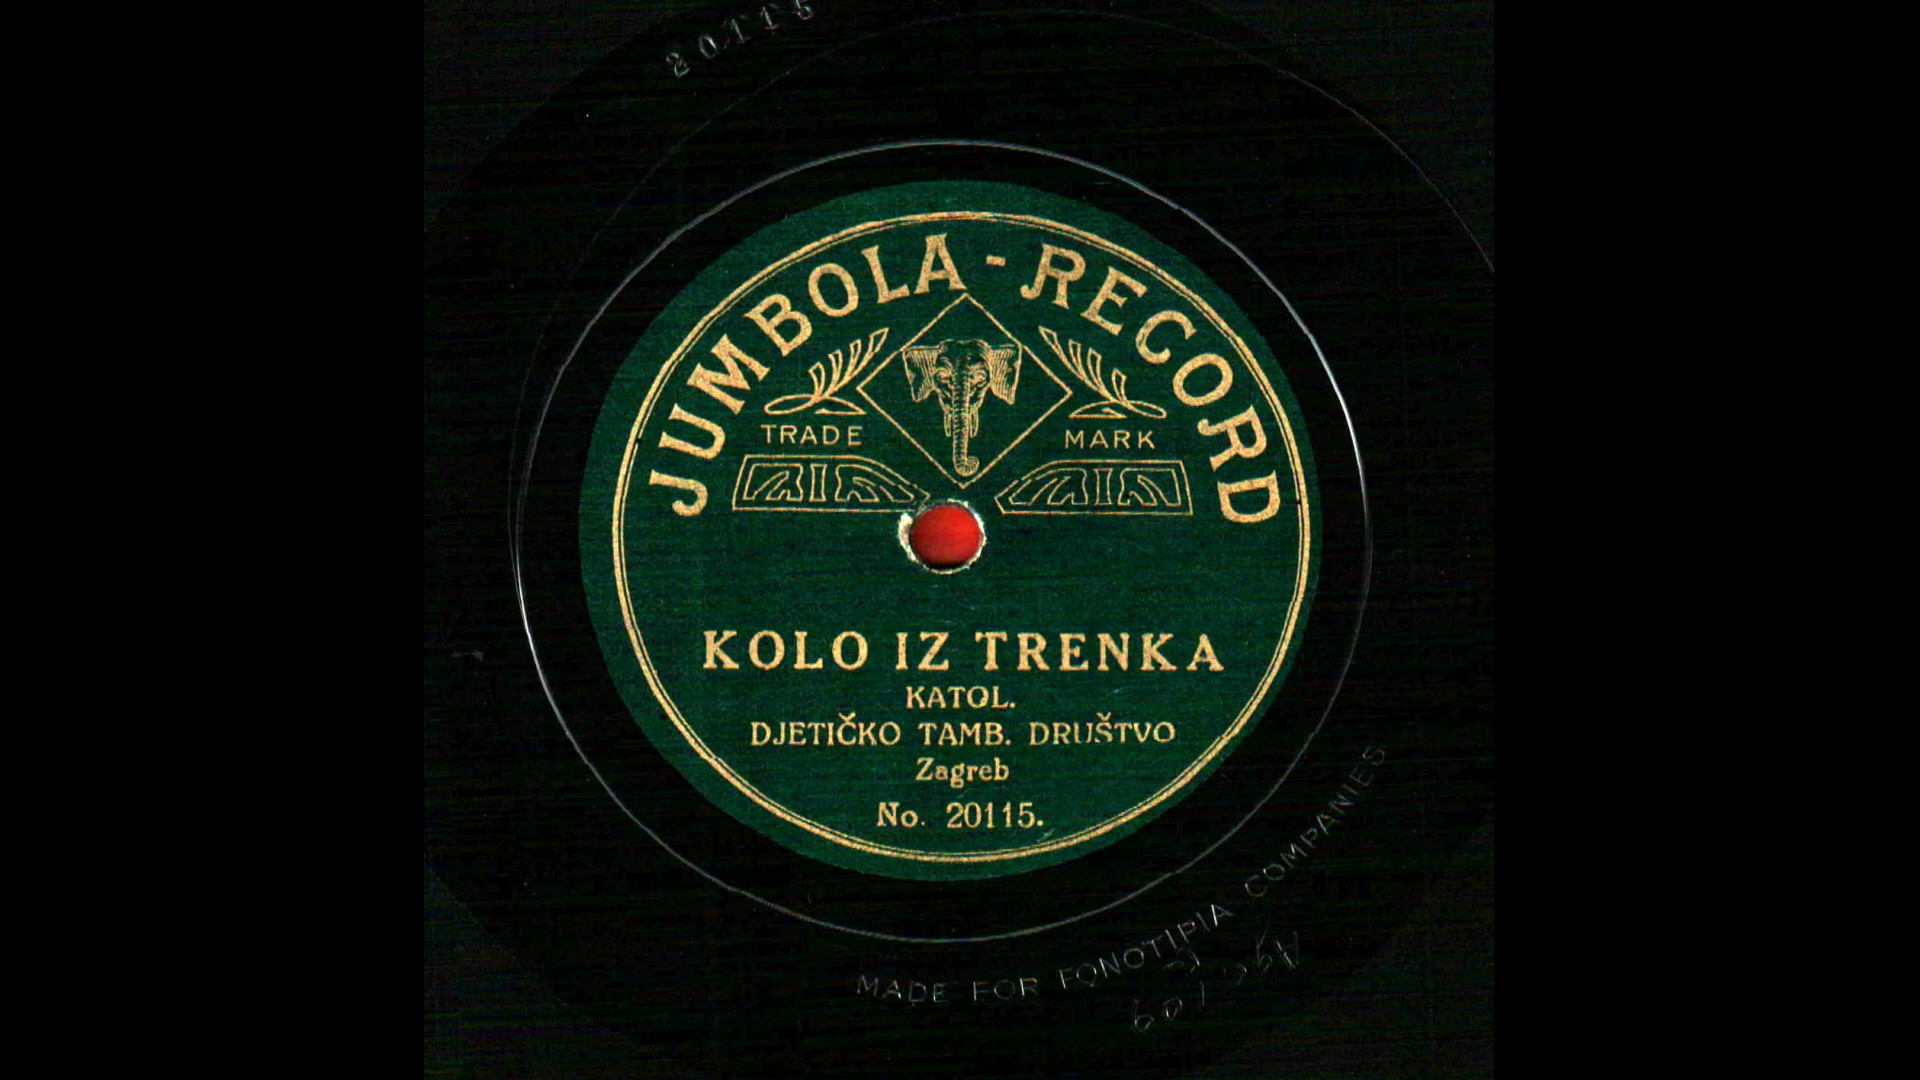 20115
JUMBOLA-RECORD
TRADE MARK
KOLO IZ TRENKA
KATOL.
DJETIČKO TAMB. DRUŠTVO
Zagreb
No. 20115.
MADE FOR FONOTIPIA COMPANIES